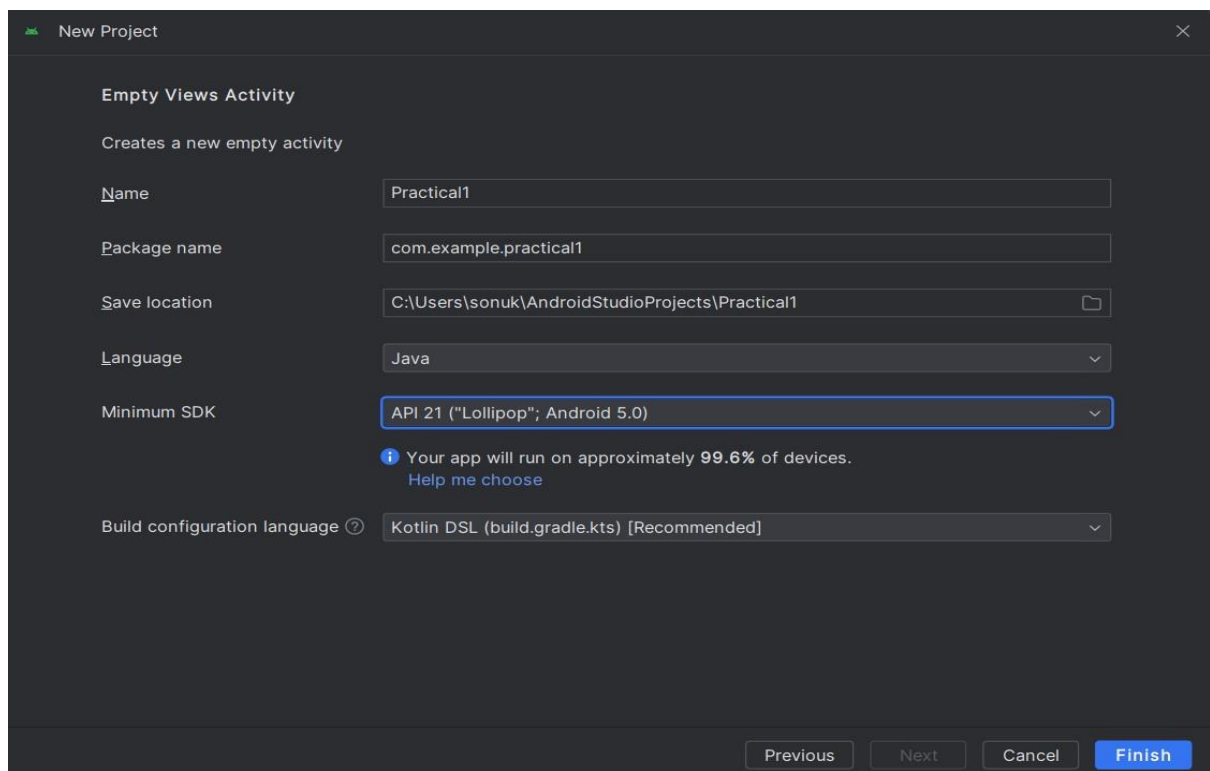 New Project
Empty Views Activity
Creates a new empty activity
Name Practical1
Package name com.example.practical1
Save location C:\Users\sonuk\AndroidStudioProjects\Practical1
Language Java
Minimum SDK API 21 ("Lollipop"; Android 5.0)
Your app will run on approximately 99.6% of devices.
Help me choose
Build configuration language Kotlin DSL (build.gradle.kts) [Recommended]
Previous Next Cancel Finish